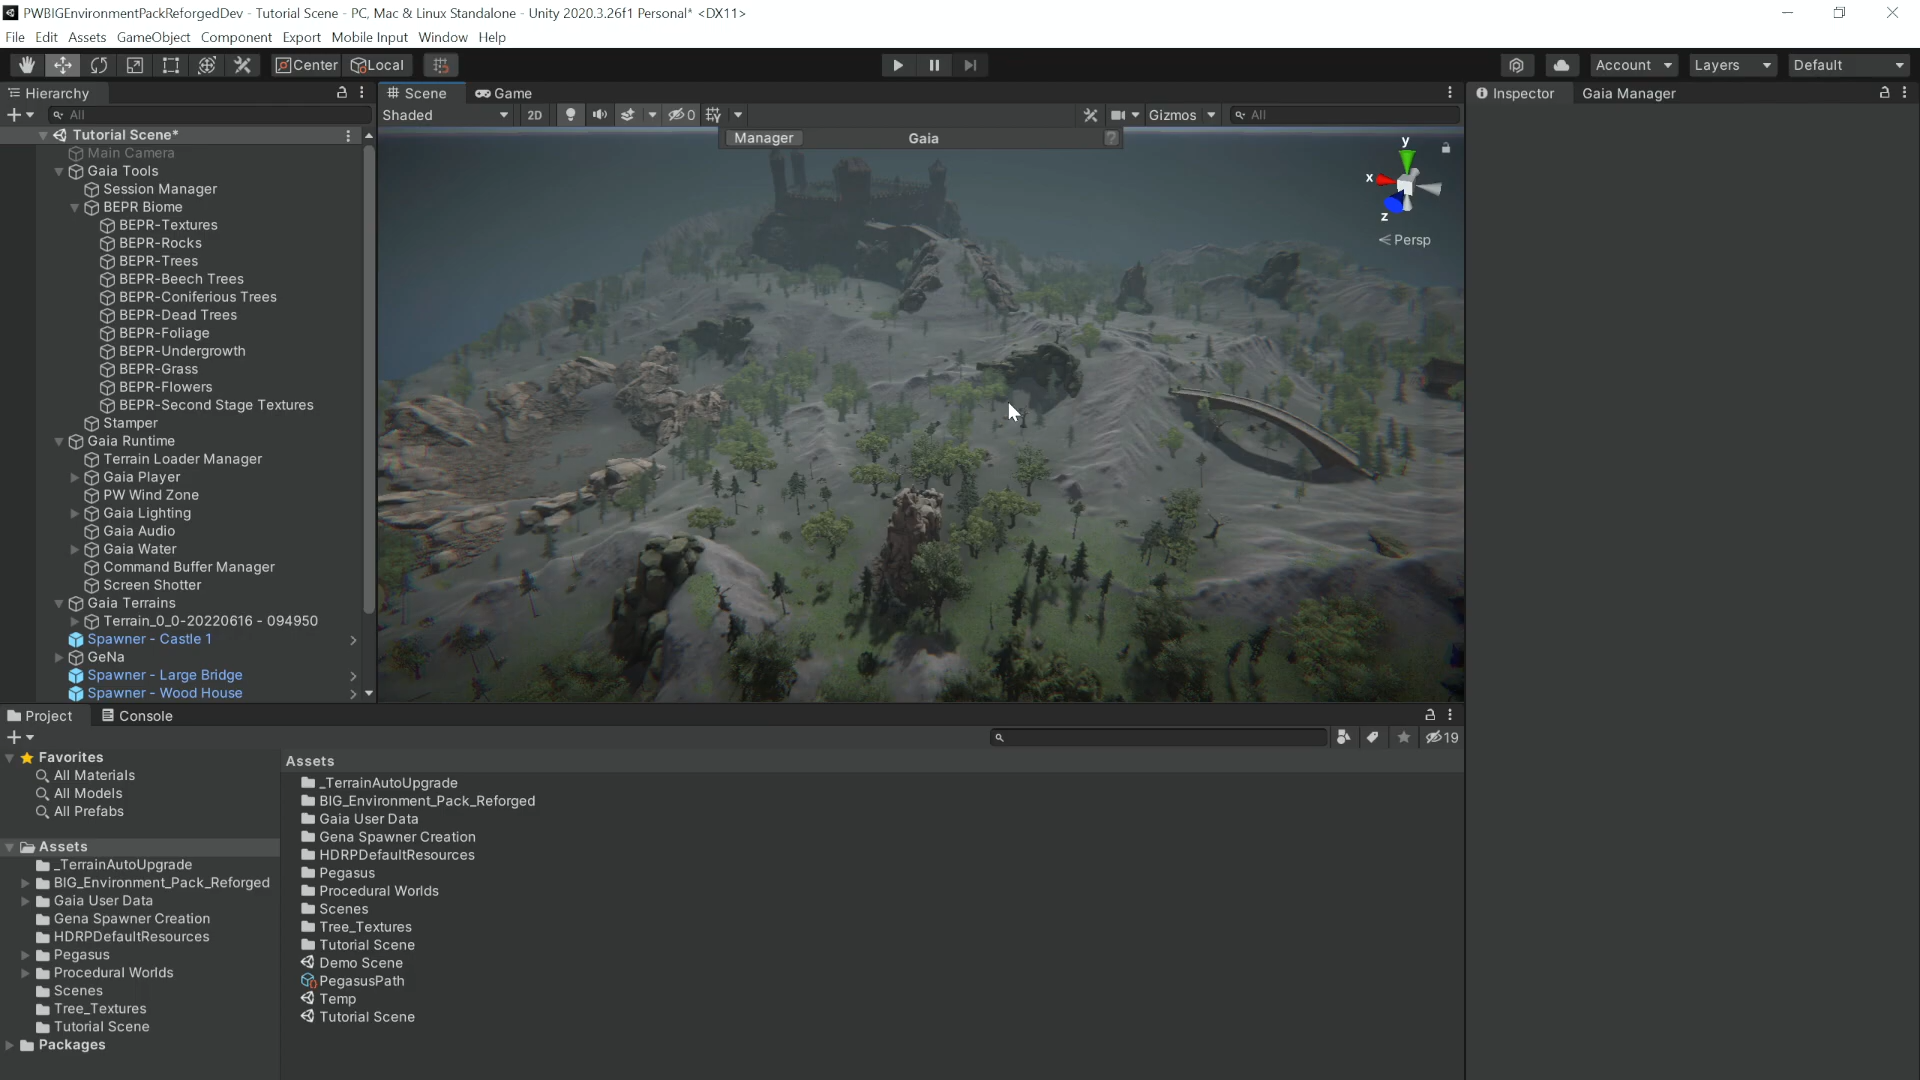 PWBIGEnvironmentPackReforgedDev - Tutorial Scene - PC, Mac & Linux Standalone - Unity 2020.3.26f1 Personal* <DX11>
File Edit Assets GameObject Component Export Mobile Input Window Help
Center Local Account Layers Default
Hierarchy
All
Tutorial Scene*
Main Camera
Gaia Tools
Session Manager
BEPR Biome
BEPR-Textures
BEPR-Rocks
BEPR-Trees
BEPR-Beech Trees
BEPR-Coniferious Trees
BEPR-Dead Trees
BEPR-Foliage
BEPR-Undergrowth
BEPR-Grass
BEPR-Flowers
BEPR-Second Stage Textures
Stamper
Gaia Runtime
Terrain Loader Manager
Gaia Player
PW Wind Zone
Gaia Lighting
Gaia Audio
Gaia Water
Command Buffer Manager
Screen Shotter
Gaia Terrains
Terrain_0_0-20220616 - 094950
Spawner - Castle 1
GeNa
Spawner - Large Bridge
Spawner - Wood House
Scene Game
Shaded 2D 0 Gizmos All
Manager Gaia ?
y
x
z
Persp
Inspector Gaia Manager
Project Console
19
Favorites
All Materials
All Models
All Prefabs
Assets
_TerrainAutoUpgrade
BIG_Environment_Pack_Reforged
Gaia User Data
Gena Spawner Creation
HDRPDefaultResources
Pegasus
Procedural Worlds
Scenes
Tree_Textures
Tutorial Scene
Packages
Assets
_TerrainAutoUpgrade
BIG_Environment_Pack_Reforged
Gaia User Data
Gena Spawner Creation
HDRPDefaultResources
Pegasus
Procedural Worlds
Scenes
Tree_Textures
Tutorial Scene
Demo Scene
PegasusPath
Temp
Tutorial Scene